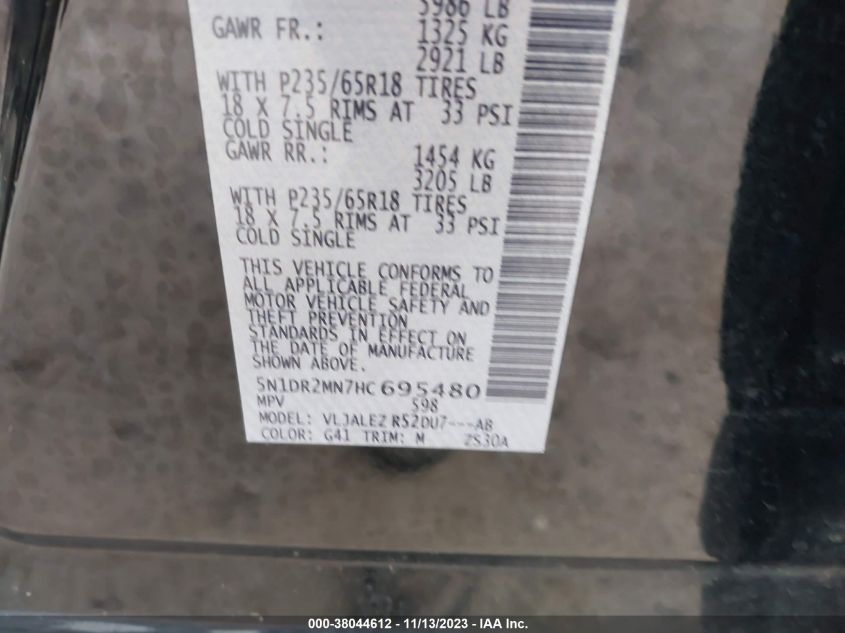 5986 LB
GAWR FR.: 1325 KG
2921 LB
WITH P235/65R18 TIRES
18 X 7.5 RIMS AT 33 PSI
COLD SINGLE
GAWR RR.: 1454 KG
3205 LB
WITH P235/65R18 TIRES
18 X 7.5 RIMS AT 33 PSI
COLD SINGLE
THIS VEHICLE CONFORMS TO
ALL APPLICABLE FEDERAL
MOTOR VEHICLE SAFETY AND
THEFT PREVENTION
STANDARDS IN EFFECT ON
THE DATE OF MANUFACTURE
SHOWN ABOVE.
5N1DR2MN7HC695480
MPV 598
MODEL: VLJALEZ R52DU7---AB
COLOR: G41 TRIM: M ZS30A
000-38044612 - 11/13/2023 - IAA Inc.